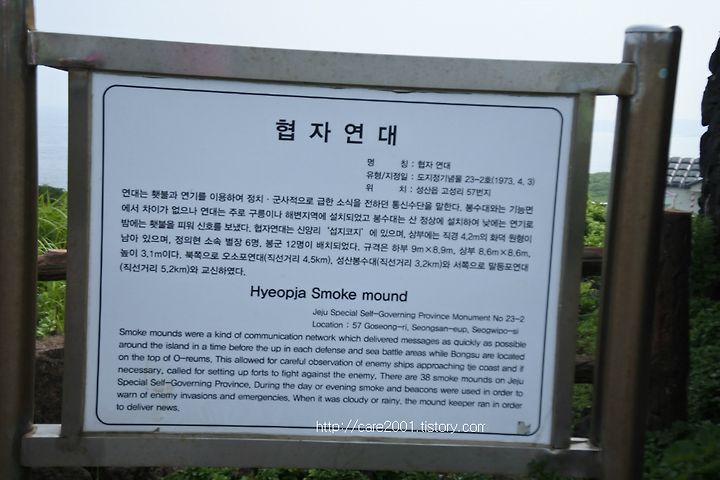 협 자 연 대
명 칭 : 협자 연대
유형/지정일 : 도지정기념물 23-2호(1973. 4. 3)
위 치 : 성산읍 고성리 57번지
연대는 횃불과 연기를 이용하여 정치·군사적으로 급한 소식을 전하던 통신수단을 말한다. 봉수대와는 기능면
에서 차이가 없으나 연대는 주로 구릉이나 해변지역에 설치되었고 봉수대는 산 정상에 설치하여 낮에는 연기로
밤에는 횃불을 피워 신호를 보냈다. 협자연대는 신양리 '섭지코지' 에 있으며, 상부에는 직경 4,2m의 화덕 원형이
남아 있으며, 정의현 소속 별장 6명, 봉군 12명이 배치되었다. 규격은 하부 9m×8,9m, 상부 8,6m×8,6m,
높이 3,1m이다. 북쪽으로 오소포연대(직선거리 4,5km), 성산봉수대(직선거리 3,2km)와 서쪽으로 말등포연대
(직선거리 5,2km)와 교신하였다.
Hyeopja Smoke mound
Jeju Special Self-Governing Province Monument No 23-2
Location : 57 Goseong-ri, Seongsan-eup, Seogwipo-si
Smoke mounds were a kind of communication network which delivered messages as quickly as possible
around the island in a time before the up in each defense and sea battle areas while Bongsu are located
on the top of O-reums, This allowed for careful observation of enemy ships approaching tje coast and if
necessary, called for setting up forts to fight against the enemy, There are 38 smoke mounds on Jeju
Special Self-Governing Province, During the day or evening smoke and beacons were used in order to
warn of enemy invasions and emergencies, When it was cloudy or rainy, the mound keeper ran in order
to deliver news,
http://care2001.tistory.com